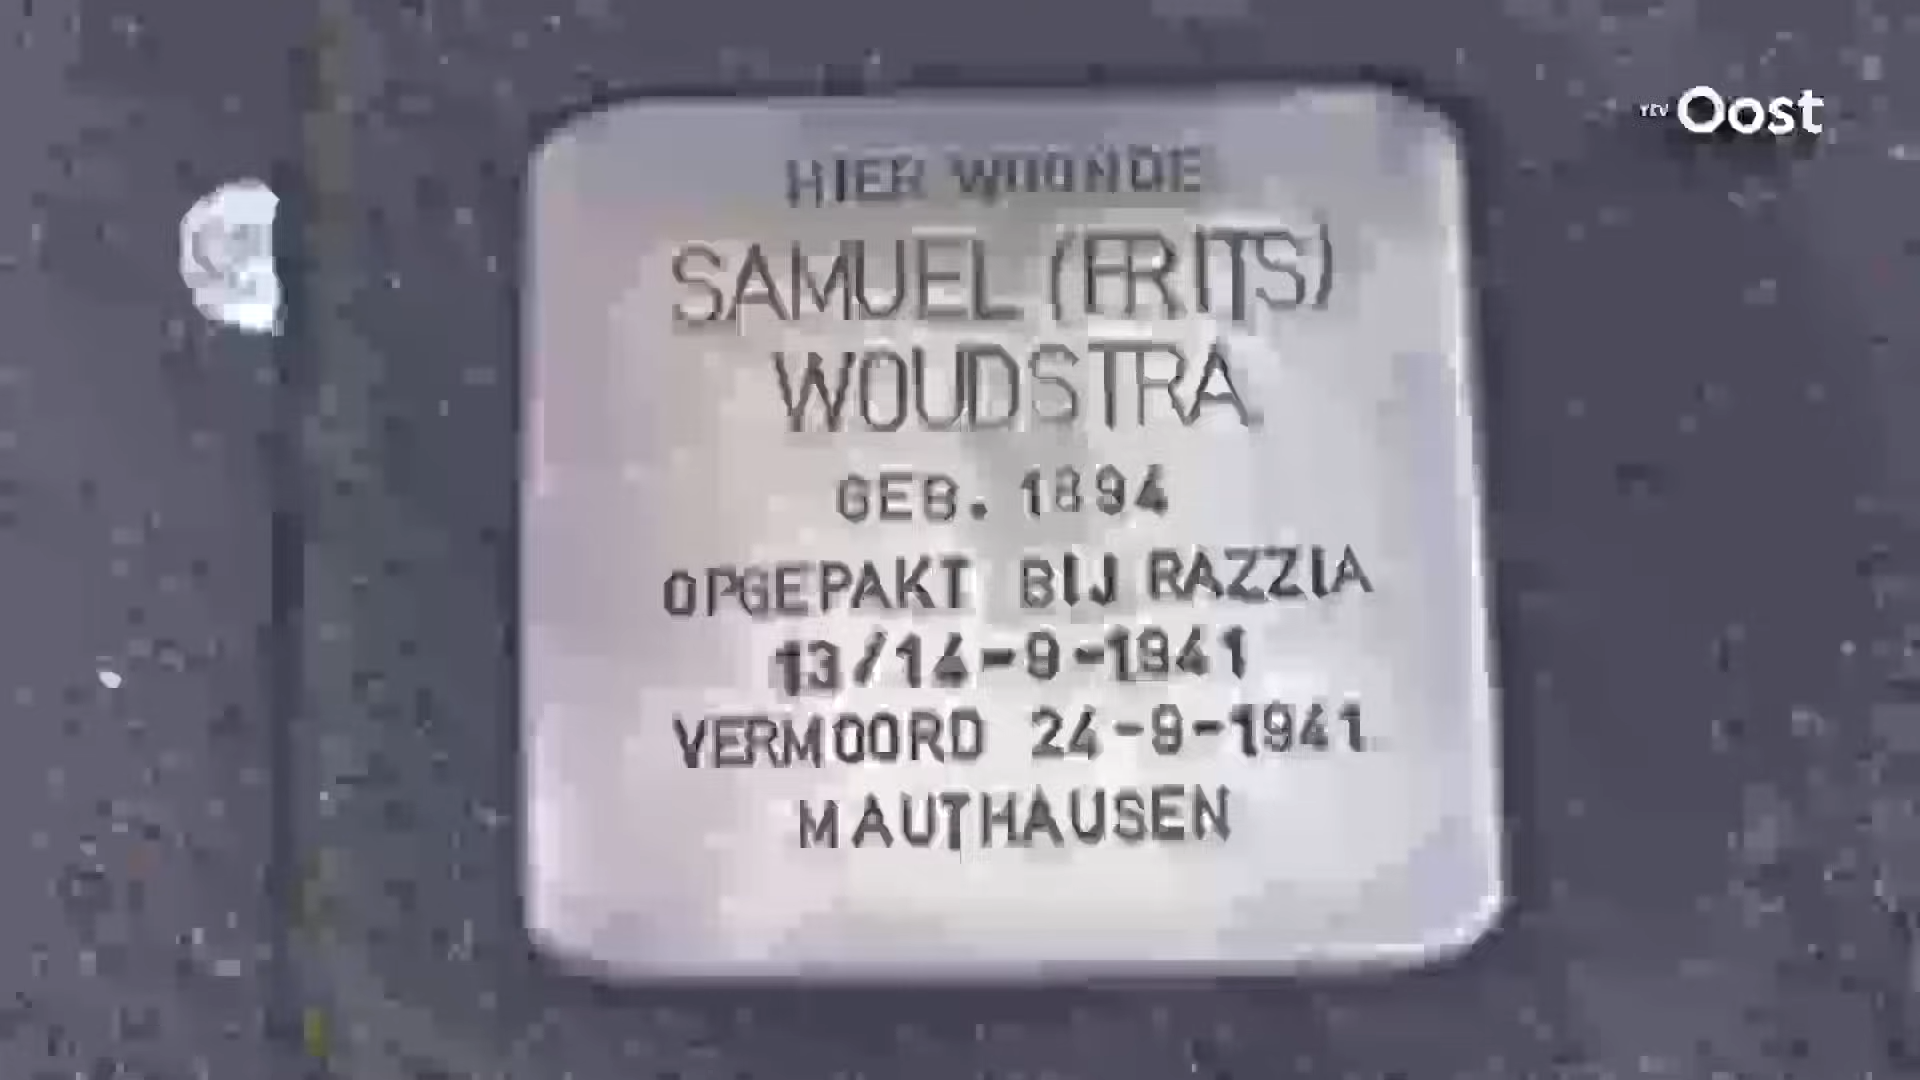 Oost
HIER WOONDE
SAMUEL (FRITS)
WOUDSTRA
GEB. 1894
OPGEPAKT BIJ RAZZIA
13/14-9-1941
VERMOORD 24-9-1941
MAUTHAUSEN